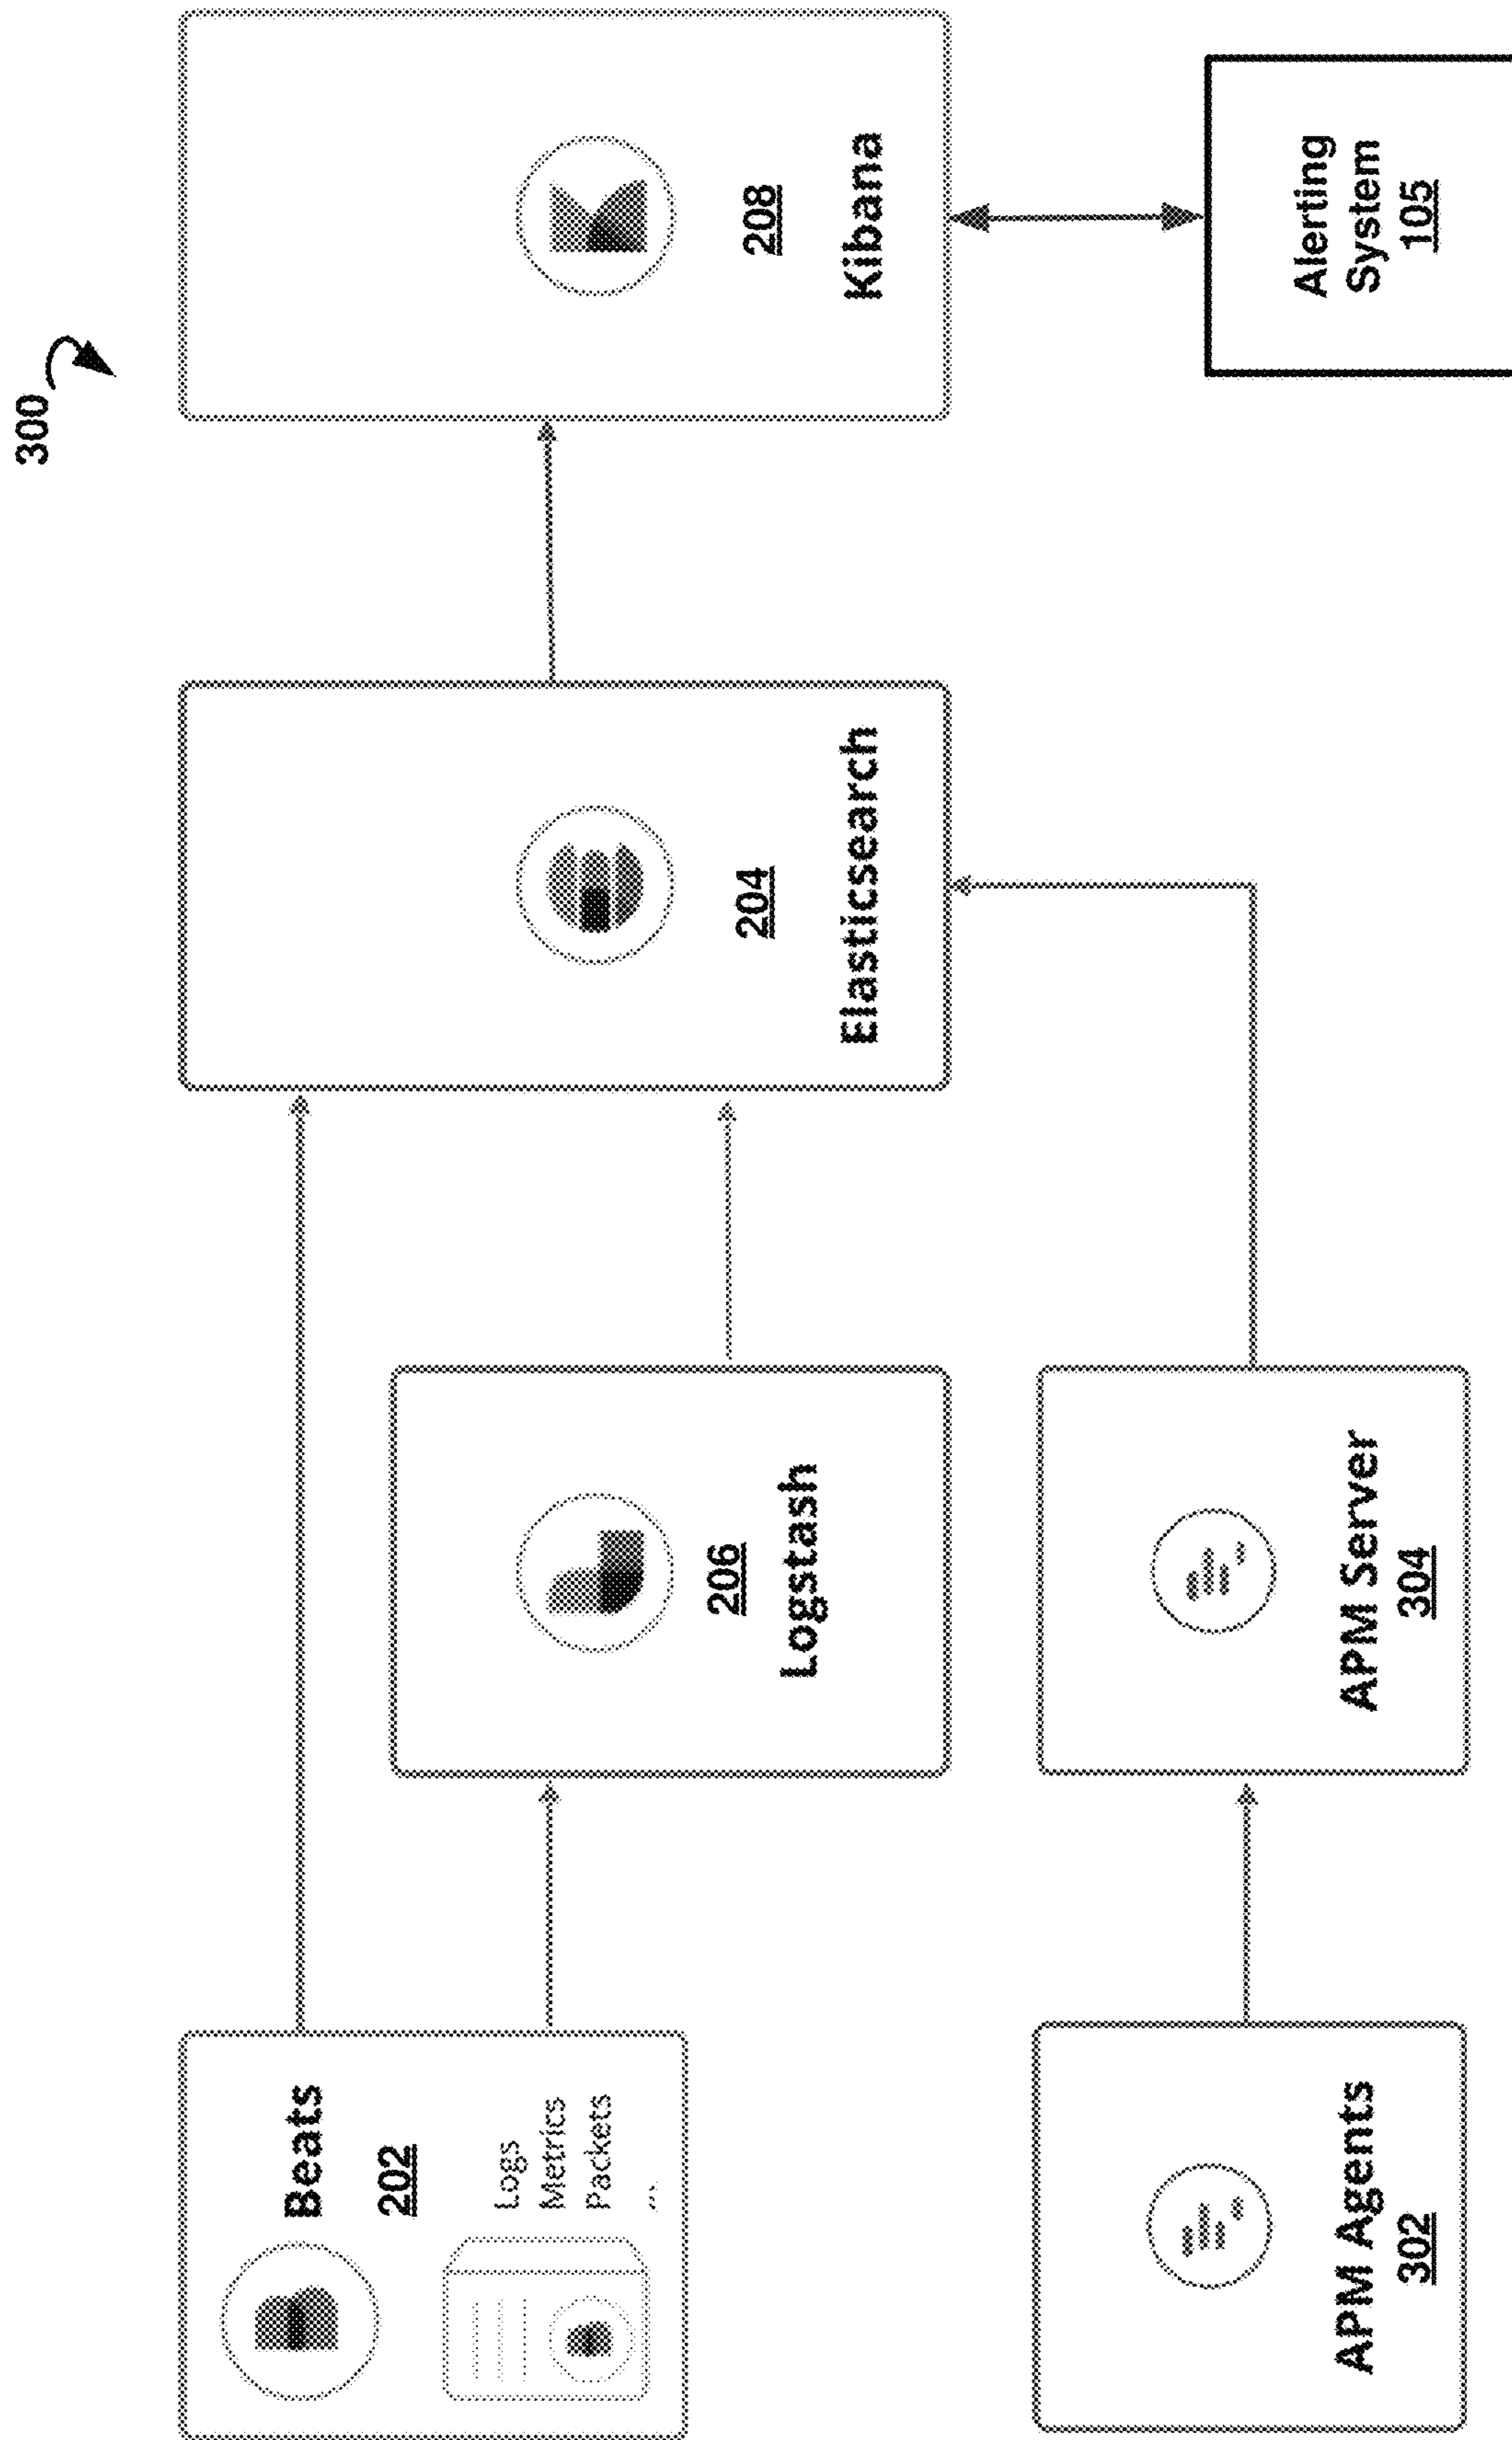 300
Beats
202
Logs
Metrics
Packets
...
206
Logstash
204
Elasticsearch
208
Kibana
APM Agents
302
APM Server
304
Alerting
System
105